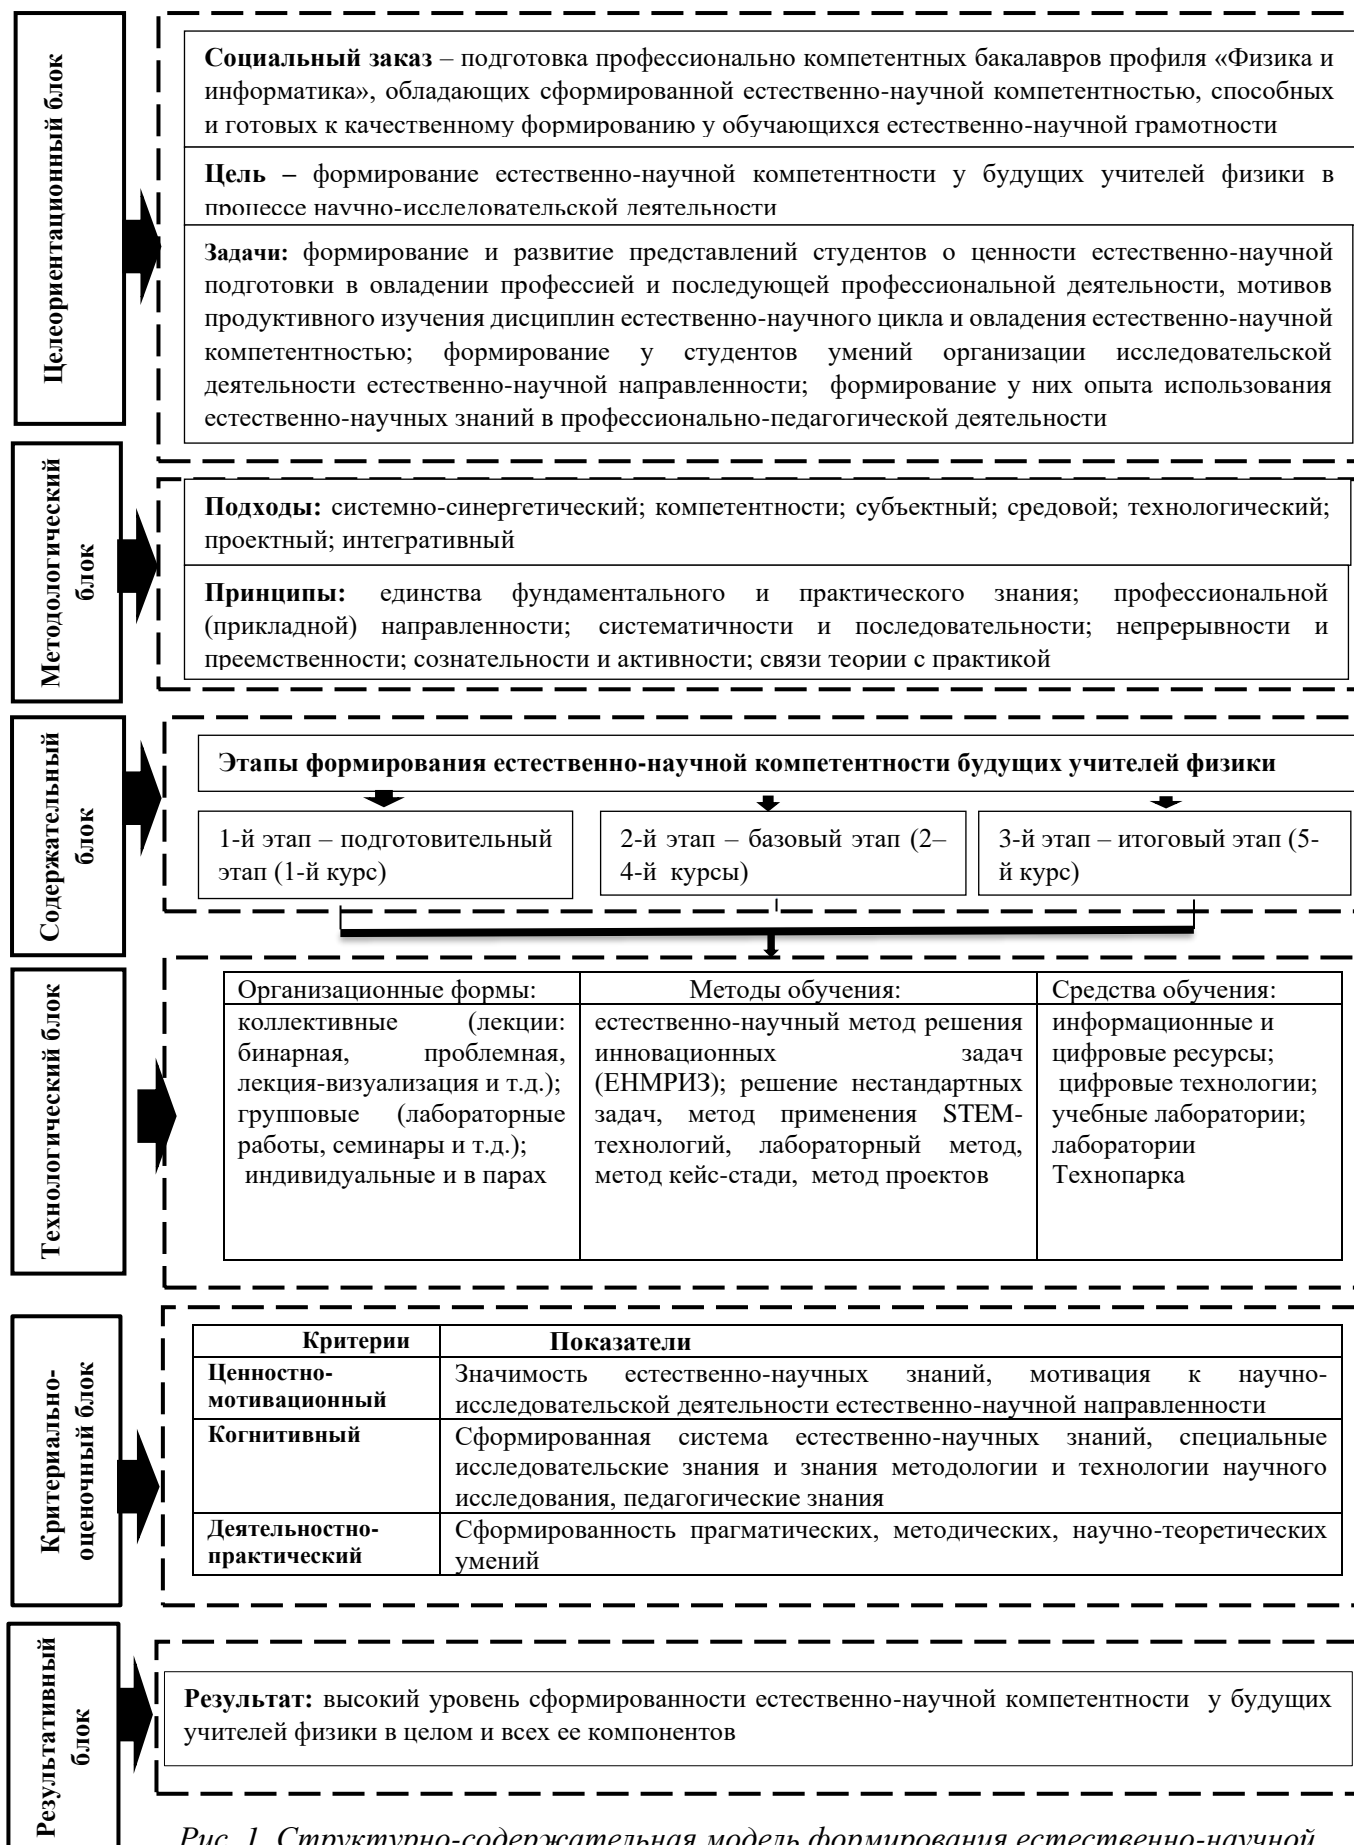 Целеориентационный блок
Социальный заказ – подготовка профессионально компетентных бакалавров профиля «Физика и
информатика», обладающих сформированной естественно-научной компетентностью, способных
и готовых к качественному формированию у обучающихся естественно-научной грамотности
Цель – формирование естественно-научной компетентности у будущих учителей физики в
процессе научно-исследовательской деятельности
Задачи: формирование и развитие представлений студентов о ценности естественно-научной
подготовки в овладении профессией и последующей профессиональной деятельности, мотивов
продуктивного изучения дисциплин естественно-научного цикла и овладения естественно-научной
компетентностью; формирование у студентов умений организации исследовательской
деятельности естественно-научной направленности; формирование у них опыта использования
естественно-научных знаний в профессионально-педагогической деятельности
Методологический
блок
Подходы: системно-синергетический; компетентности; субъектный; средовой; технологический;
проектный; интегративный
Принципы: единства фундаментального и практического знания; профессиональной
(прикладной) направленности; систематичности и последовательности; непрерывности и
преемственности; сознательности и активности; связи теории с практикой
Содержательный
блок
Этапы формирования естественно-научной компетентности будущих учителей физики
1-й этап – подготовительный
этап (1-й курс)
2-й этап – базовый этап (2–
4-й курсы)
3-й этап – итоговый этап (5-
й курс)
Технологический блок
Организационные формы:
коллективные (лекции:
бинарная, проблемная,
лекция-визуализация и т.д.);
групповые (лабораторные
работы, семинары и т.д.);
индивидуальные и в парах
Методы обучения:
естественно-научный метод решения
инновационных задач
(ЕНМРИЗ); решение нестандартных
задач, метод применения STEM-
технологий, лабораторный метод,
метод кейс-стади, метод проектов
Средства обучения:
информационные и
цифровые ресурсы;
цифровые технологии;
учебные лаборатории;
лаборатории
Технопарка
Критериально-
оценочный блок
Критерии Показатели
Ценностно-
мотивационный
Значимость естественно-научных знаний, мотивация к научно-
исследовательской деятельности естественно-научной направленности
Когнитивный
Сформированная система естественно-научных знаний, специальные
исследовательские знания и знания методологии и технологии научного
исследования, педагогические знания
Деятельностно-
практический
Сформированность прагматических, методических, научно-теоретических
умений
Результативный
блок
Результат: высокий уровень сформированности естественно-научной компетентности у будущих
учителей физики в целом и всех ее компонентов
Рис. 1. Структурно-содержательная модель формирования естественно-научной